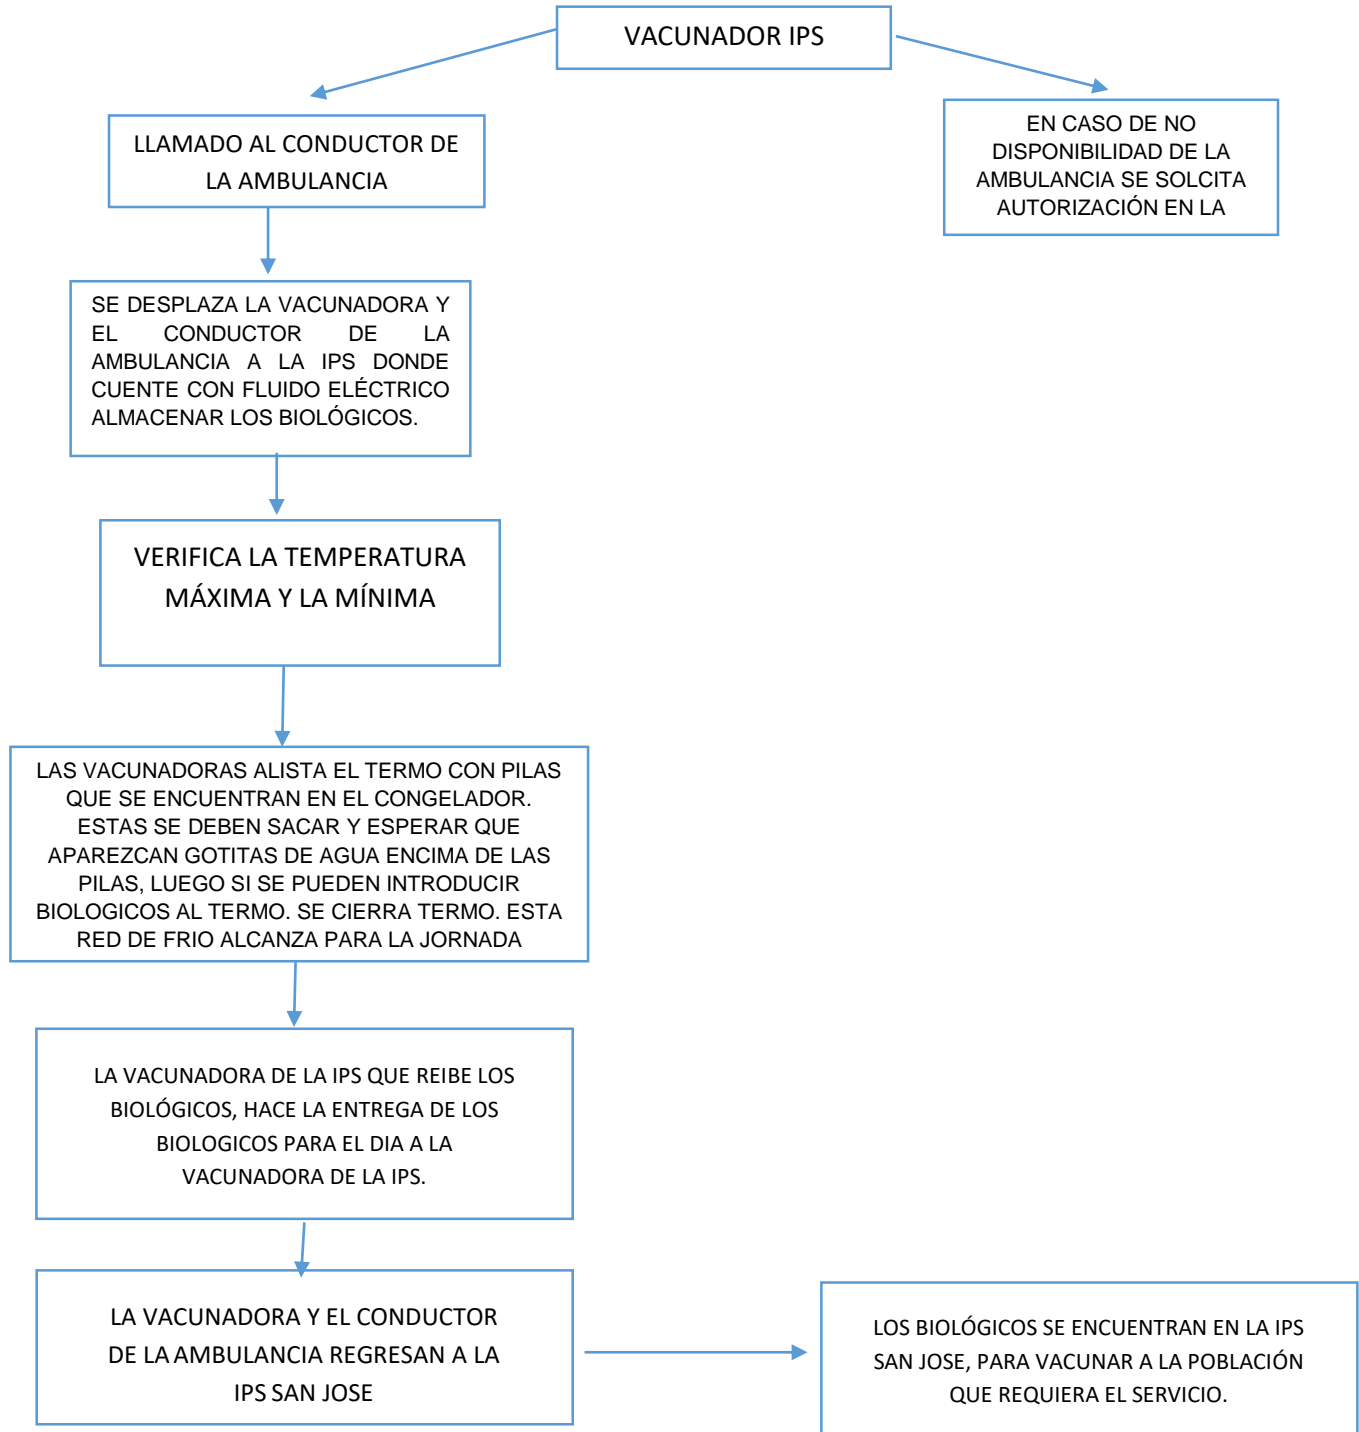 VACUNADOR IPS
LLAMADO AL CONDUCTOR DE
LA AMBULANCIA
EN CASO DE NO
DISPONIBILIDAD DE LA
AMBULANCIA SE SOLCITA
AUTORIZACIÓN EN LA
SE DESPLAZA LA VACUNADORA Y
EL CONDUCTOR DE LA
AMBULANCIA A LA IPS DONDE
CUENTE CON FLUIDO ELÉCTRICO
ALMACENAR LOS BIOLÓGICOS.
VERIFICA LA TEMPERATURA
MÁXIMA Y LA MÍNIMA
LAS VACUNADORAS ALISTA EL TERMO CON PILAS
QUE SE ENCUENTRAN EN EL CONGELADOR.
ESTAS SE DEBEN SACAR Y ESPERAR QUE
APAREZCAN GOTITAS DE AGUA ENCIMA DE LAS
PILAS, LUEGO SI SE PUEDEN INTRODUCIR
BIOLOGICOS AL TERMO. SE CIERRA TERMO. ESTA
RED DE FRIO ALCANZA PARA LA JORNADA
LA VACUNADORA DE LA IPS QUE REIBE LOS
BIOLÓGICOS, HACE LA ENTREGA DE LOS
BIOLOGICOS PARA EL DIA A LA
VACUNADORA DE LA IPS.
LA VACUNADORA Y EL CONDUCTOR
DE LA AMBULANCIA REGRESAN A LA
IPS SAN JOSE
LOS BIOLÓGICOS SE ENCUENTRAN EN LA IPS
SAN JOSE, PARA VACUNAR A LA POBLACIÓN
QUE REQUIERA EL SERVICIO.